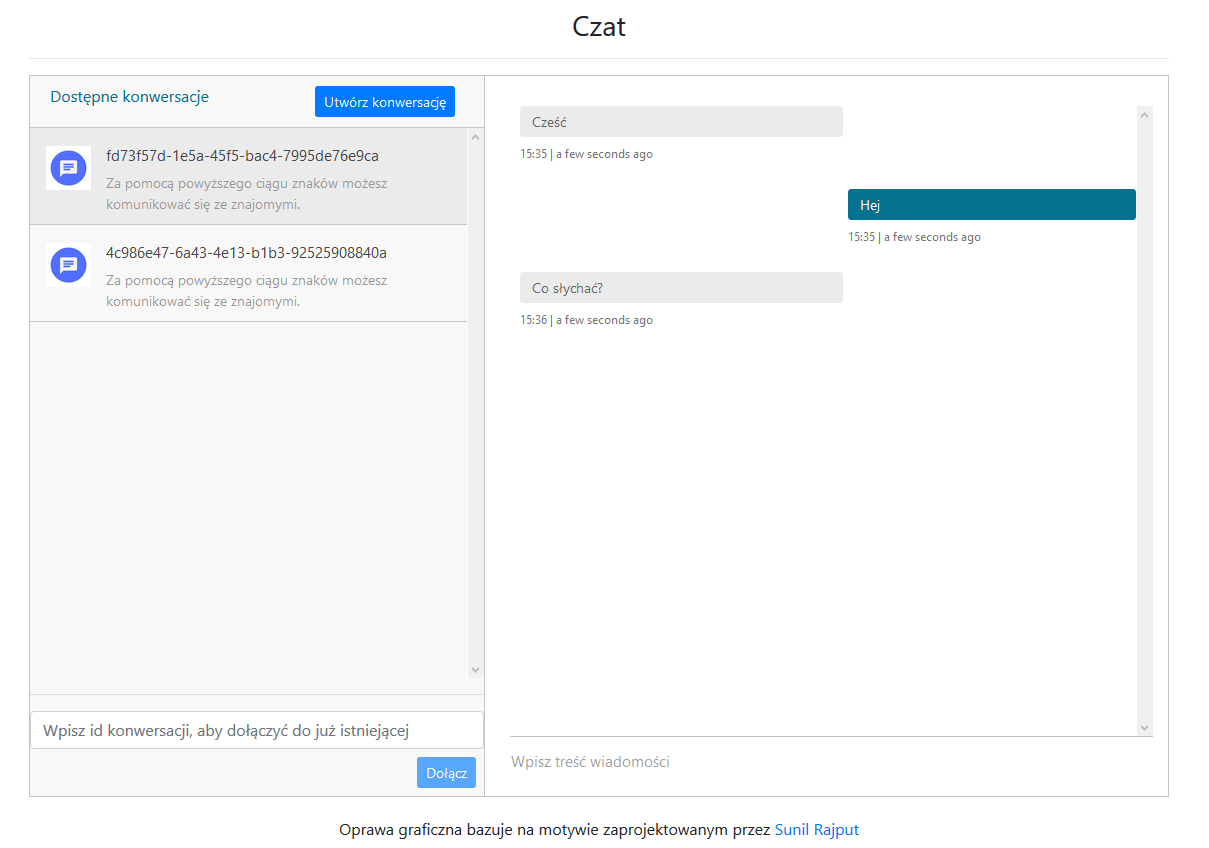 Czat
Dostępne konwersacje
Utwórz konwersację
fd73f57d-1e5a-45f5-bac4-7995de76e9ca
Za pomocą powyższego ciągu znaków możesz
komunikować się ze znajomymi.
4c986e47-6a43-4e13-b1b3-92525908840a
Za pomocą powyższego ciągu znaków możesz
komunikować się ze znajomymi.
Wpisz id konwersacji, aby dołączyć do już istniejącej
Dołącz
Cześć
15:35 | a few seconds ago
Hej
15:35 | a few seconds ago
Co słychać?
15:36 | a few seconds ago
Wpisz treść wiadomości
Oprawa graficzna bazuje na motywie zaprojektowanym przez Sunil Rajput